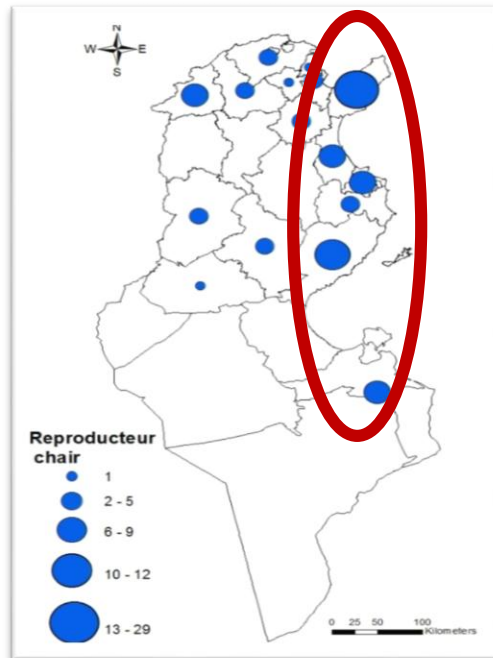 N
W E
S
Reproducteur
chair
1
2 - 5
6 - 9
10 - 12
13 - 29
0 25 50 100
Kilometers